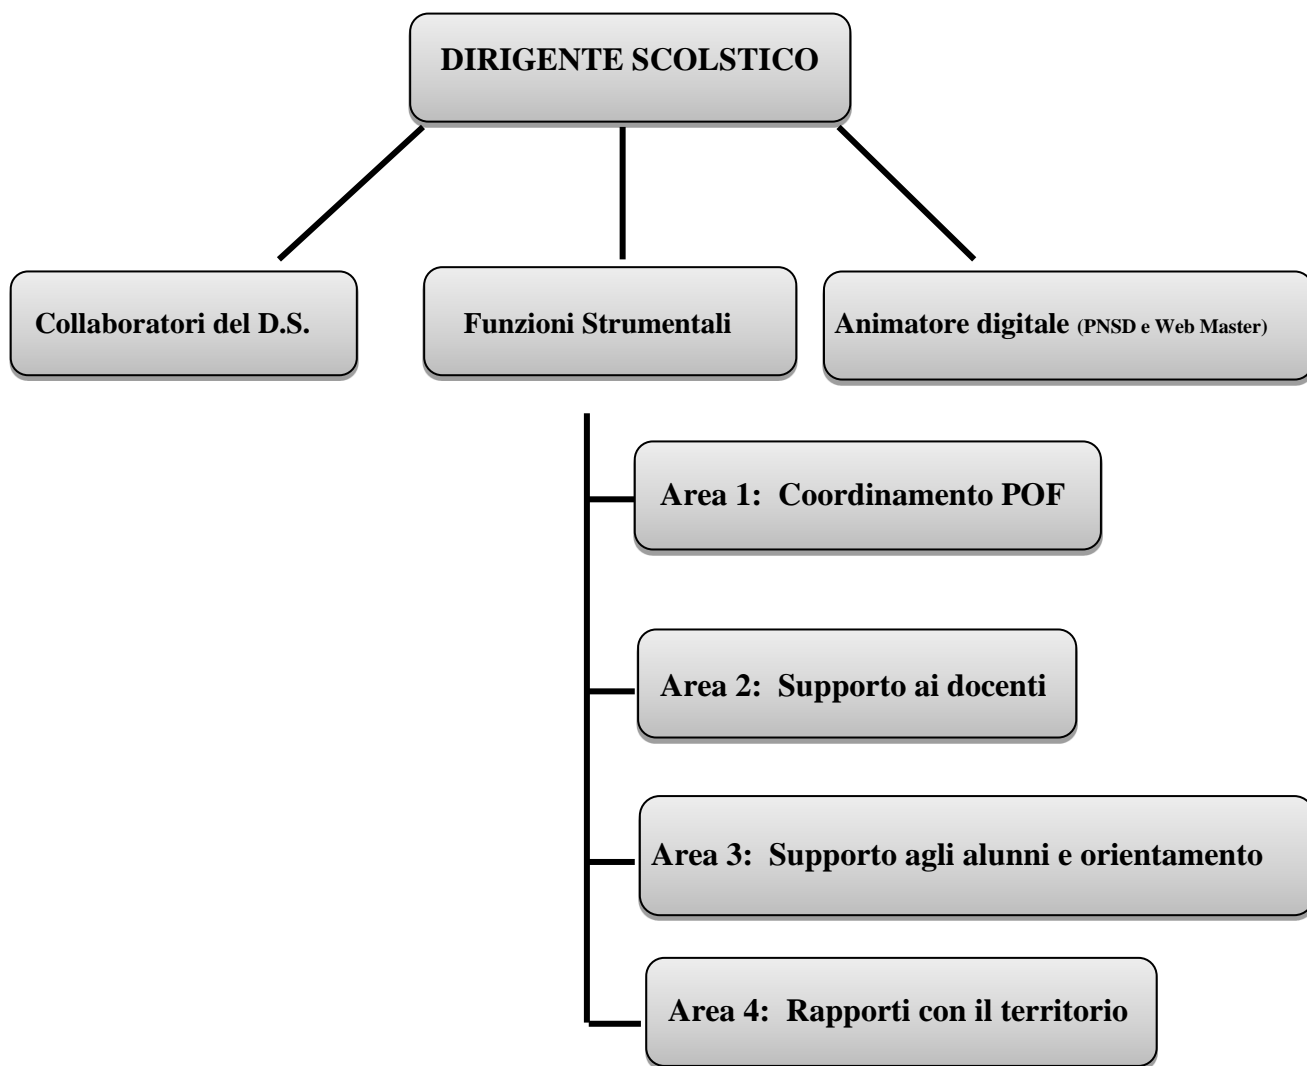 DIRIGENTE SCOLSTICO
Collaboratori del D.S.
Funzioni Strumentali
Animatore digitale (PNSD e Web Master)
Area 1: Coordinamento POF
Area 2: Supporto ai docenti
Area 3: Supporto agli alunni e orientamento
Area 4: Rapporti con il territorio